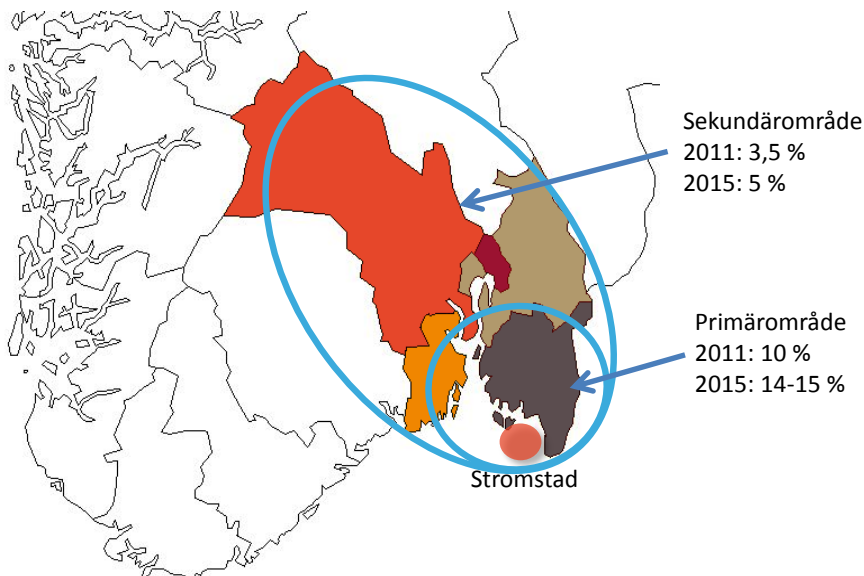 Sekundärområde
2011: 3,5 %
2015: 5 %
Primärområde
2011: 10 %
2015: 14-15 %
Strömstad